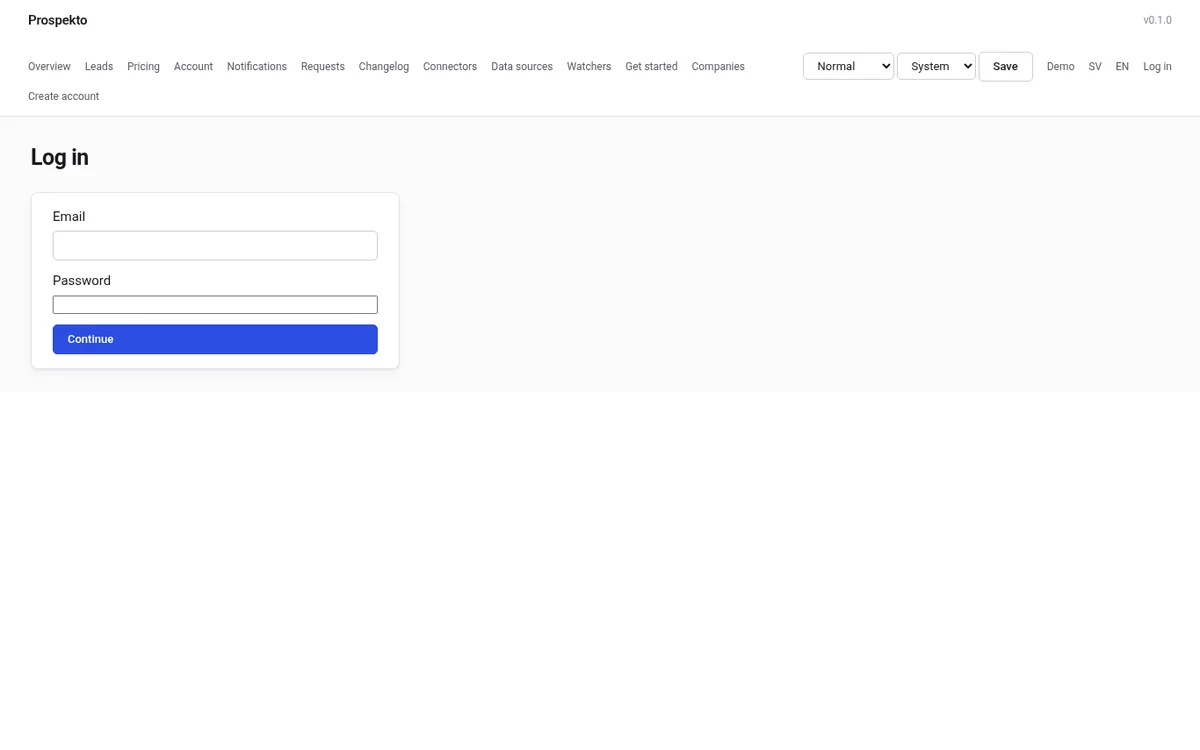 Prospekto v0.1.0
Overview Leads Pricing Account Notifications Requests Changelog Connectors Data sources Watchers Get started Companies Normal System Save Demo SV EN Log in
Create account
Log in
Email
Password
Continue